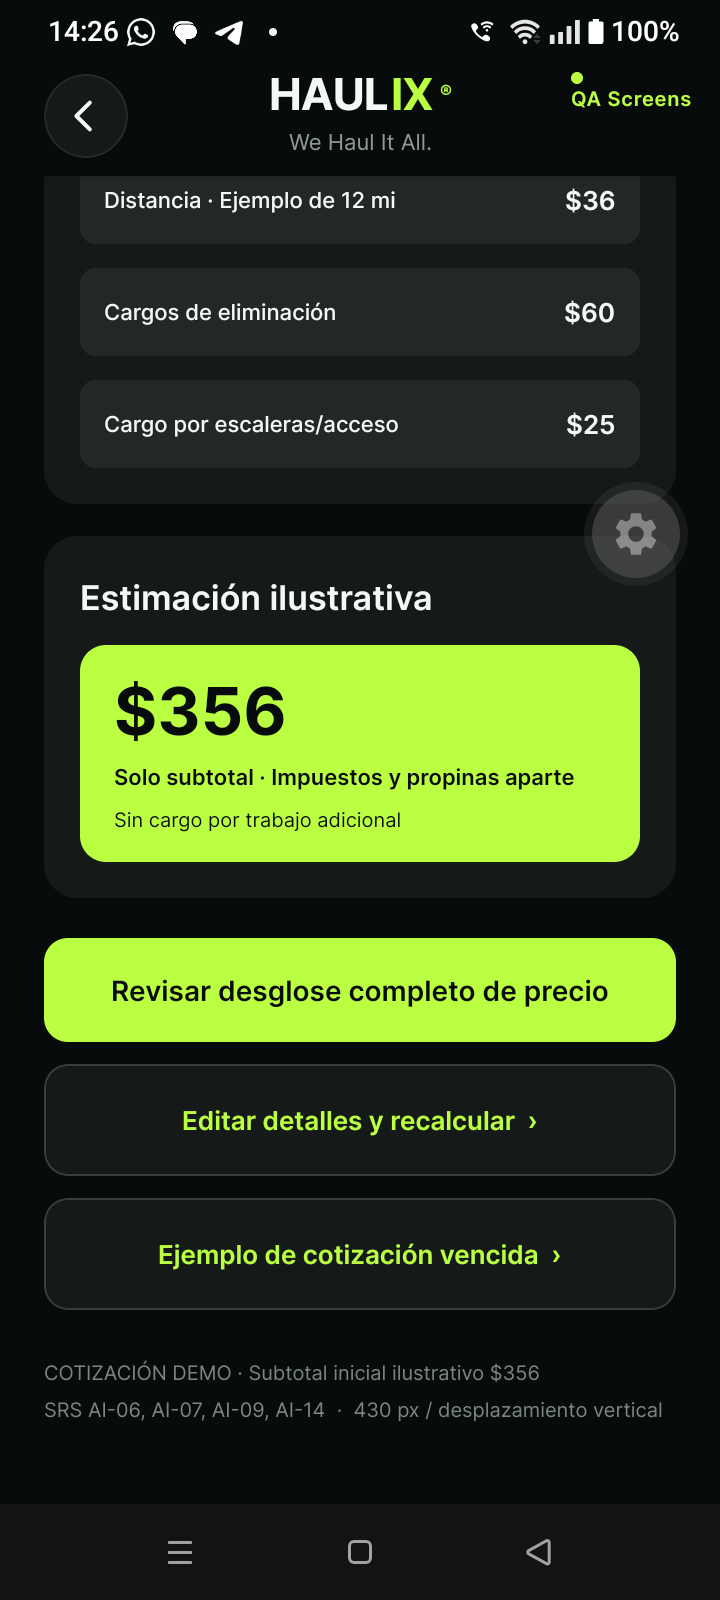 14:26 100%
HAULIX ®
QA Screens
We Haul It All.
Distancia · Ejemplo de 12 mi $36
Cargos de eliminación $60
Cargo por escaleras/acceso $25
Estimación ilustrativa
$356
Solo subtotal · Impuestos y propinas aparte
Sin cargo por trabajo adicional
Revisar desglose completo de precio
Editar detalles y recalcular ›
Ejemplo de cotización vencida ›
COTIZACIÓN DEMO · Subtotal inicial ilustrativo $356
SRS AI-06, AI-07, AI-09, AI-14 · 430 px / desplazamiento vertical